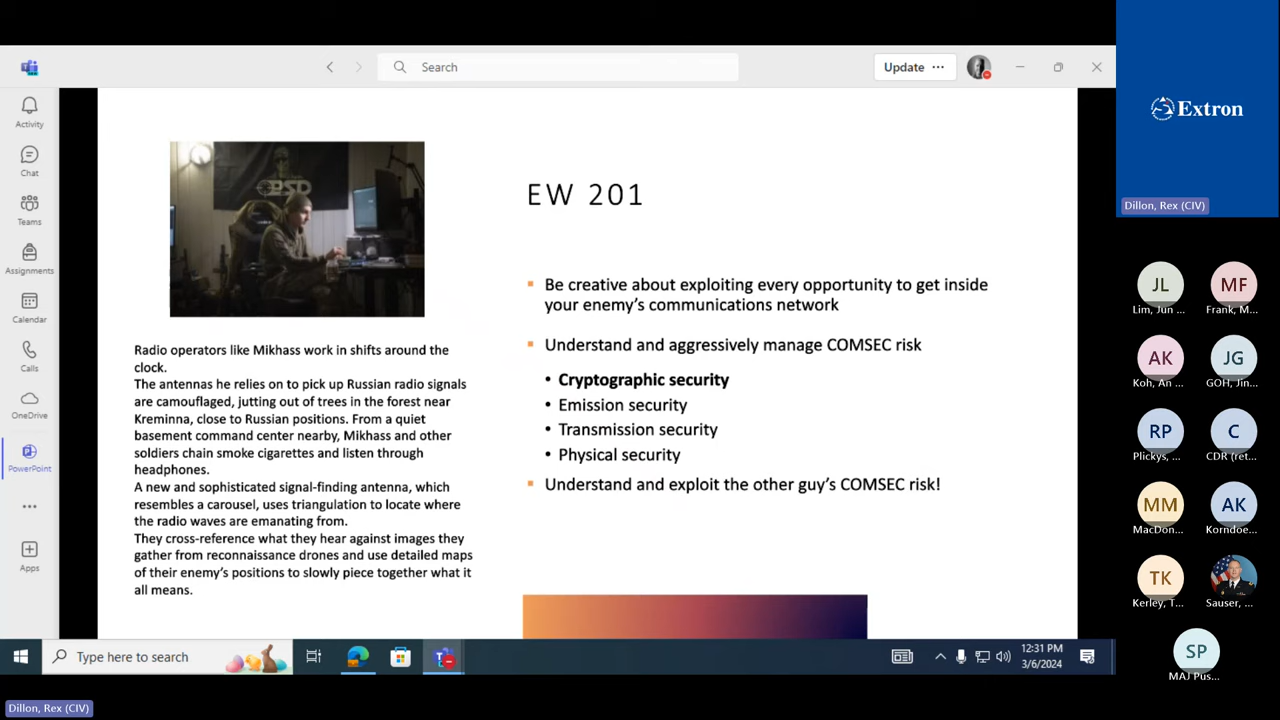 Search
Update
Extron
Activity
Chat
Teams
Assignments
Calendar
Calls
OneDrive
PowerPoint
Apps
PSD
Radio operators like Mikhass work in shifts around the
clock.
The antennas he relies on to pick up Russian radio signals
are camouflaged, jutting out of trees in the forest near
Kreminna, close to Russian positions. From a quiet
basement command center nearby, Mikhass and other
soldiers chain smoke cigarettes and listen through
headphones.
A new and sophisticated signal-finding antenna, which
resembles a carousel, uses triangulation to locate where
the radio waves are emanating from.
They cross-reference what they hear against images they
gather from reconnaissance drones and use detailed maps
of their enemy’s positions to slowly piece together what it
all means.
EW 201
Be creative about exploiting every opportunity to get inside
your enemy’s communications network
Understand and aggressively manage COMSEC risk
• Cryptographic security
• Emission security
• Transmission security
• Physical security
Understand and exploit the other guy’s COMSEC risk!
Dillon, Rex (CIV)
JL
MF
Lim, Jun ...
Frank, M...
AK
JG
Koh, An ...
GOH, Jin...
RP
C
Plickys, ...
CDR (ret...
MM
AK
MacDon...
Korndoe...
TK
Kerley, T...
Sauser, ...
SP
MAJ Pus...
Type here to search
12:31 PM
3/6/2024
Dillon, Rex (CIV)